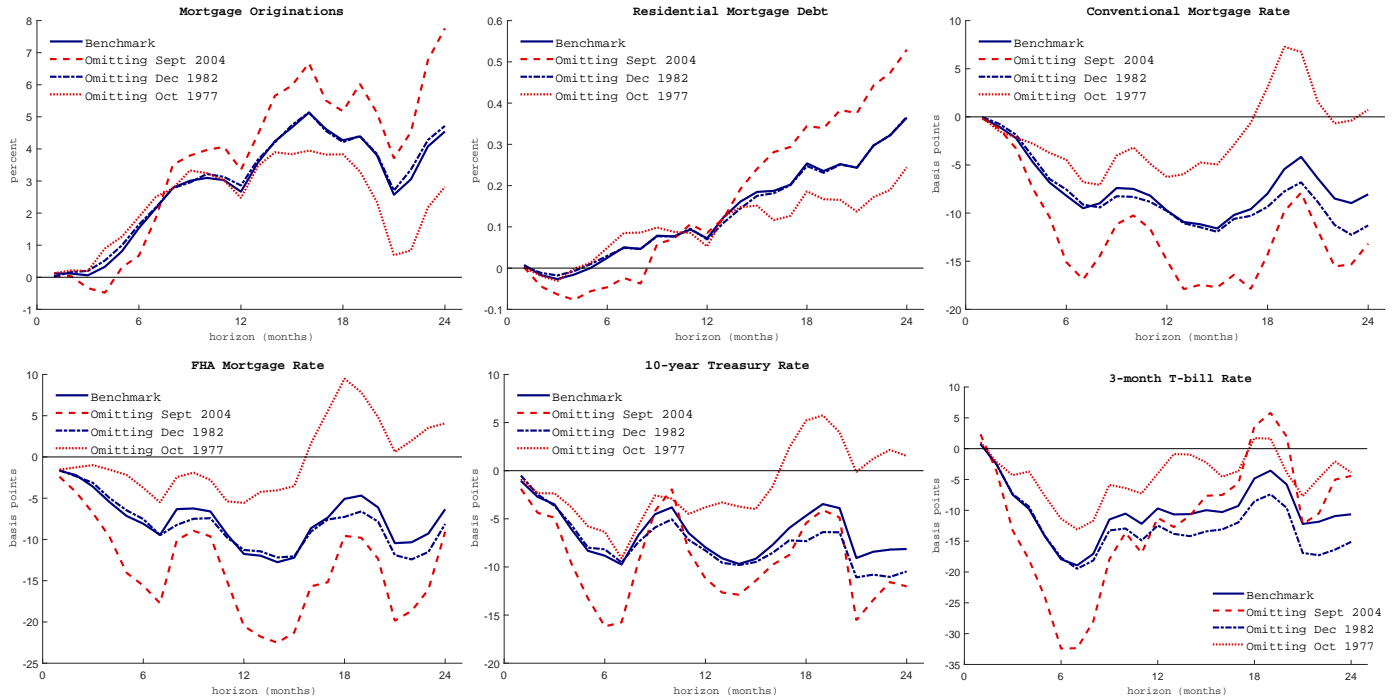 Mortgage Originations
8
7
6
5
4
3
2
1
0
-1
percent
Benchmark
Omitting Sept 2004
Omitting Dec 1982
Omitting Oct 1977
0 6 12 18 24
horizon (months)
Residential Mortgage Debt
0.6
0.5
0.4
0.3
0.2
0.1
0
-0.1
percent
Benchmark
Omitting Sept 2004
Omitting Dec 1982
Omitting Oct 1977
0 6 12 18 24
horizon (months)
Conventional Mortgage Rate
10
5
0
-5
-10
-15
-20
basis points
Benchmark
Omitting Sept 2004
Omitting Dec 1982
Omitting Oct 1977
0 6 12 18 24
horizon (months)
FHA Mortgage Rate
10
5
0
-5
-10
-15
-20
-25
basis points
Benchmark
Omitting Sept 2004
Omitting Dec 1982
Omitting Oct 1977
0 6 12 18 24
horizon (months)
10-year Treasury Rate
10
5
0
-5
-10
-15
-20
basis points
Benchmark
Omitting Sept 2004
Omitting Dec 1982
Omitting Oct 1977
0 6 12 18 24
horizon (months)
3-month T-bill Rate
10
5
0
-5
-10
-15
-20
-25
-30
-35
basis points
Benchmark
Omitting Sept 2004
Omitting Dec 1982
Omitting Oct 1977
0 6 12 18 24
horizon (months)